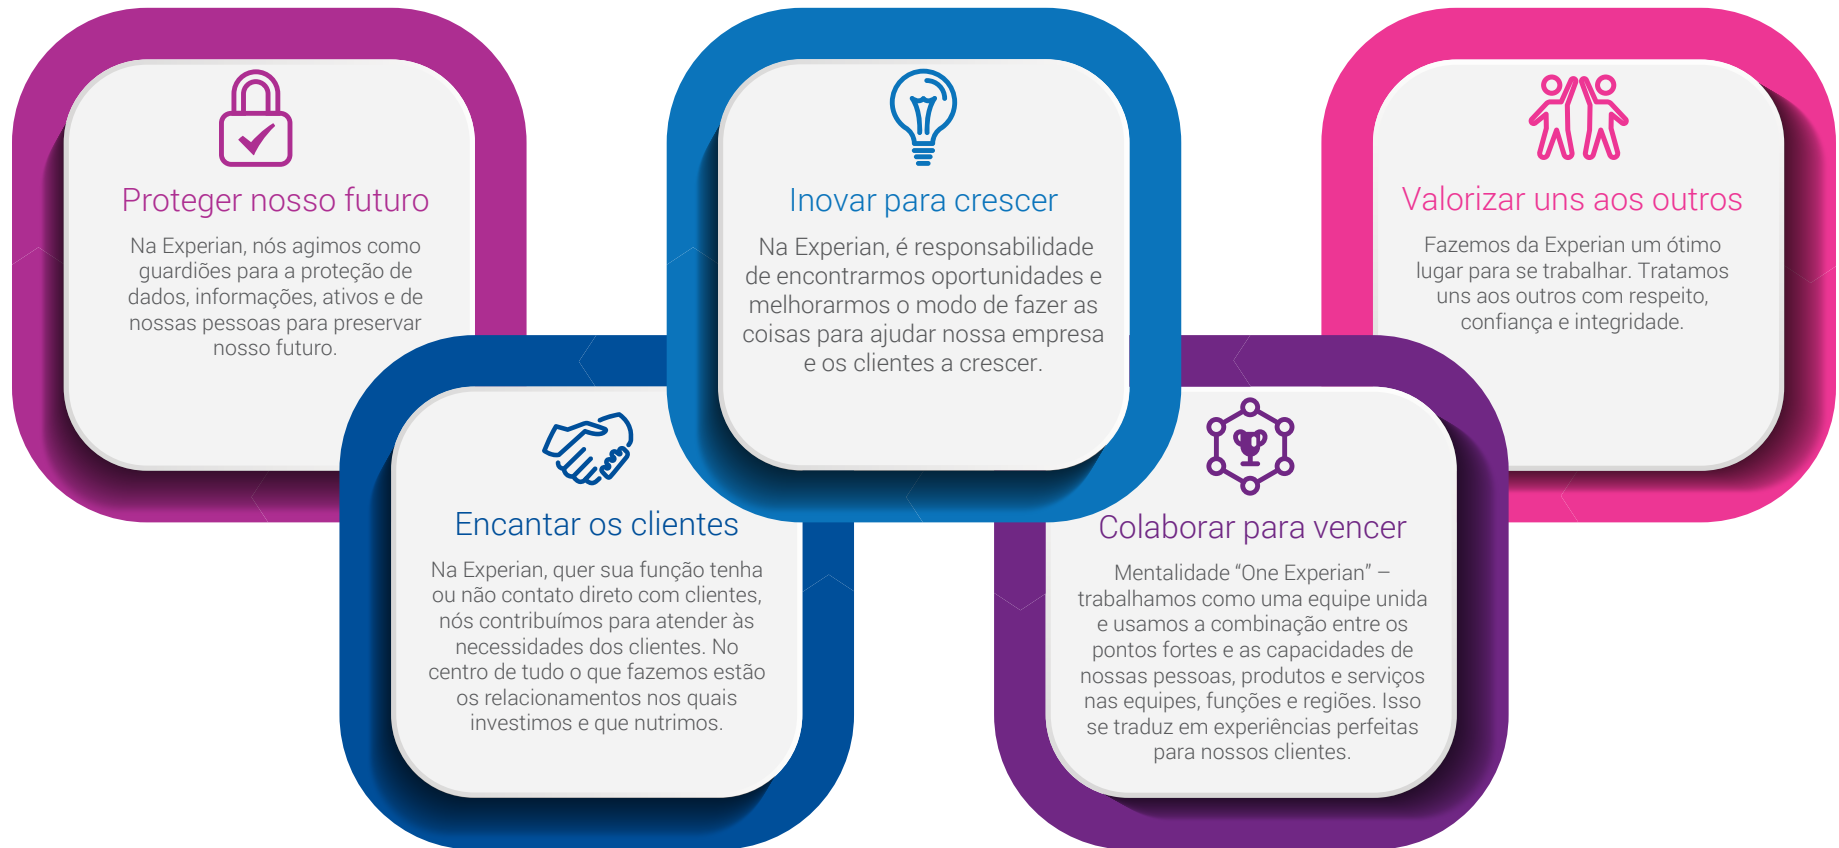 Proteger nosso futuro
Na Experian, nós agimos como
guardiões para a proteção de
dados, informações, ativos e de
nossas pessoas para preservar
nosso futuro.
Encantar os clientes
Na Experian, quer sua função tenha
ou não contato direto com clientes,
nós contribuímos para atender às
necessidades dos clientes. No
centro de tudo o que fazemos estão
os relacionamentos nos quais
investimos e que nutrimos.
Inovar para crescer
Na Experian, é responsabilidade
de encontrarmos oportunidades e
melhorarmos o modo de fazer as
coisas para ajudar nossa empresa
e os clientes a crescer.
Colaborar para vencer
Mentalidade “One Experian” –
trabalhamos como uma equipe unida
e usamos a combinação entre os
pontos fortes e as capacidades de
nossas pessoas, produtos e serviços
nas equipes, funções e regiões. Isso
se traduz em experiências perfeitas
para nossos clientes.
Valorizar uns aos outros
Fazemos da Experian um ótimo
lugar para se trabalhar. Tratamos
uns aos outros com respeito,
confiança e integridade.